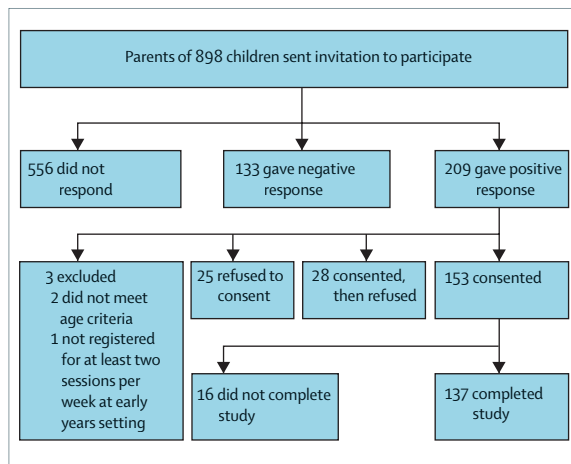 Parents of 898 children sent invitation to participate
556 did not
respond
133 gave negative
response
209 gave positive
response
3 excluded
2 did not meet
age criteria
1 not registered
for at least two
sessions per
week at early
years setting
25 refused to
consent
28 consented,
then refused
153 consented
16 did not complete
study
137 completed
study